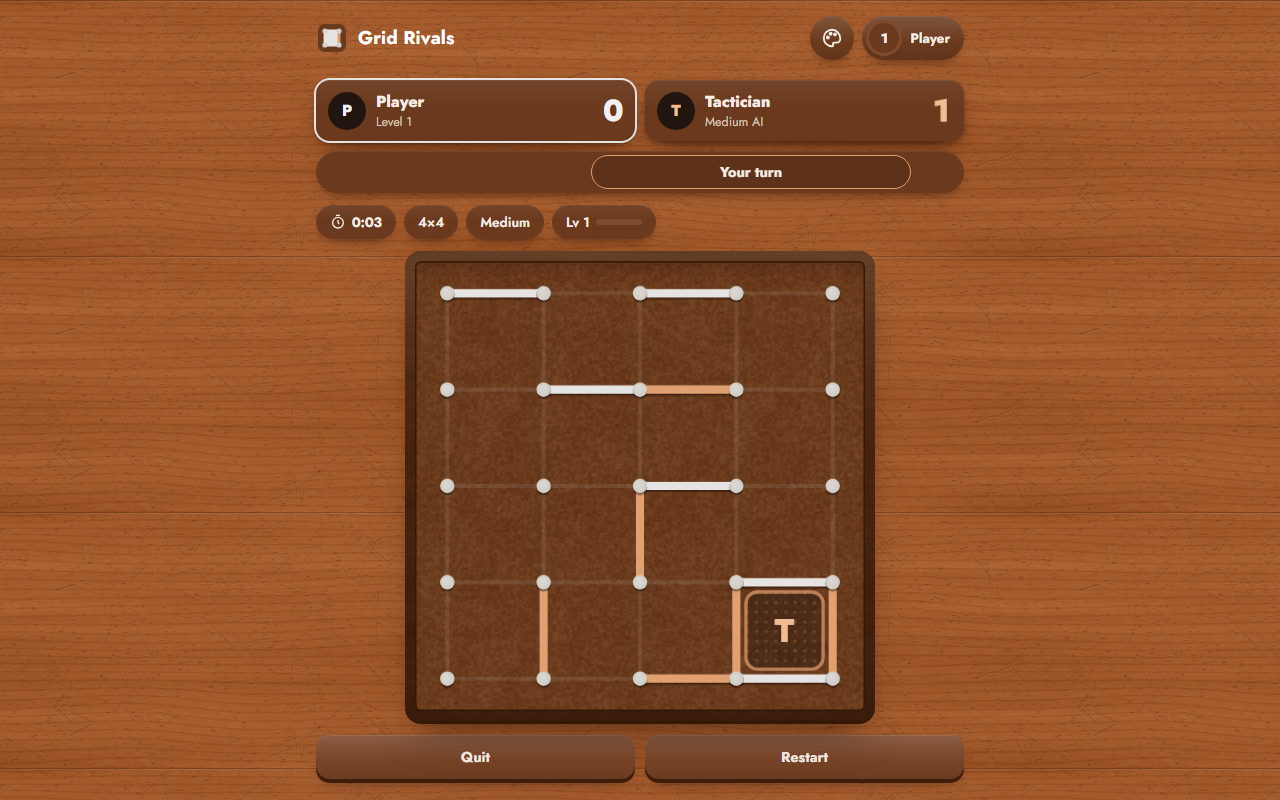 Grid Rivals
1 Player
P Player 0
Level 1
T Tactician 1
Medium AI
Your turn
0:03 4×4 Medium Lv 1
T
Quit Restart